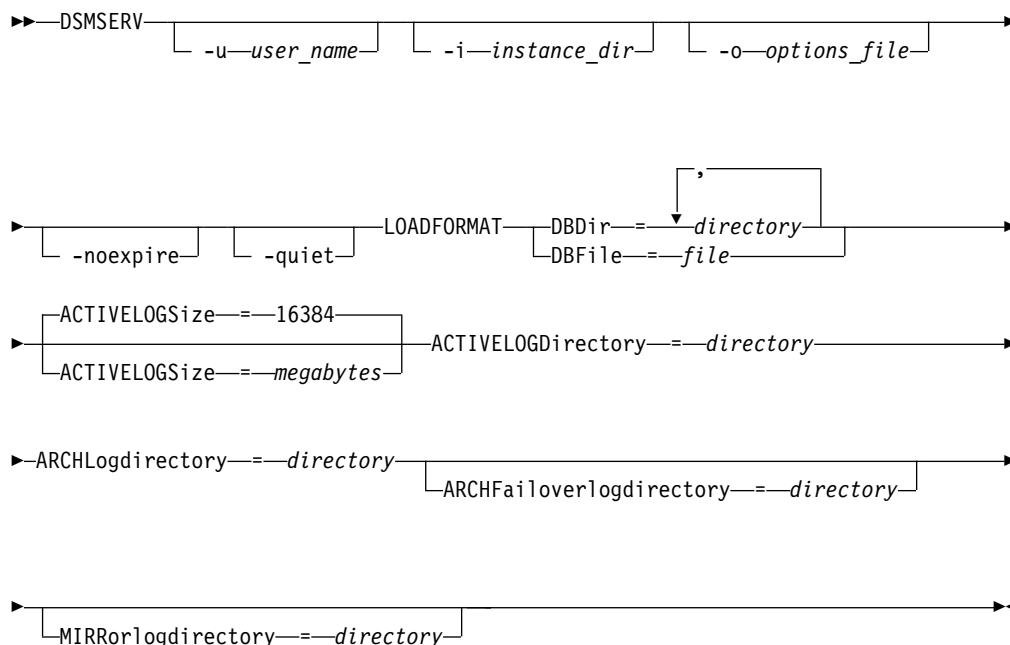 DSMSERV
-u user_name -i instance_dir -o options_file
,
-noexpire -quiet LOADFORMAT DBDir = directory
DBFile = file
ACTIVELOGSize = 16384
ACTIVELOGDirectory = directory
ACTIVELOGSize = megabytes
ARCHLogdirectory = directory
ARCHFailoverlogdirectory = directory
MIRRorlogdirectory = directory